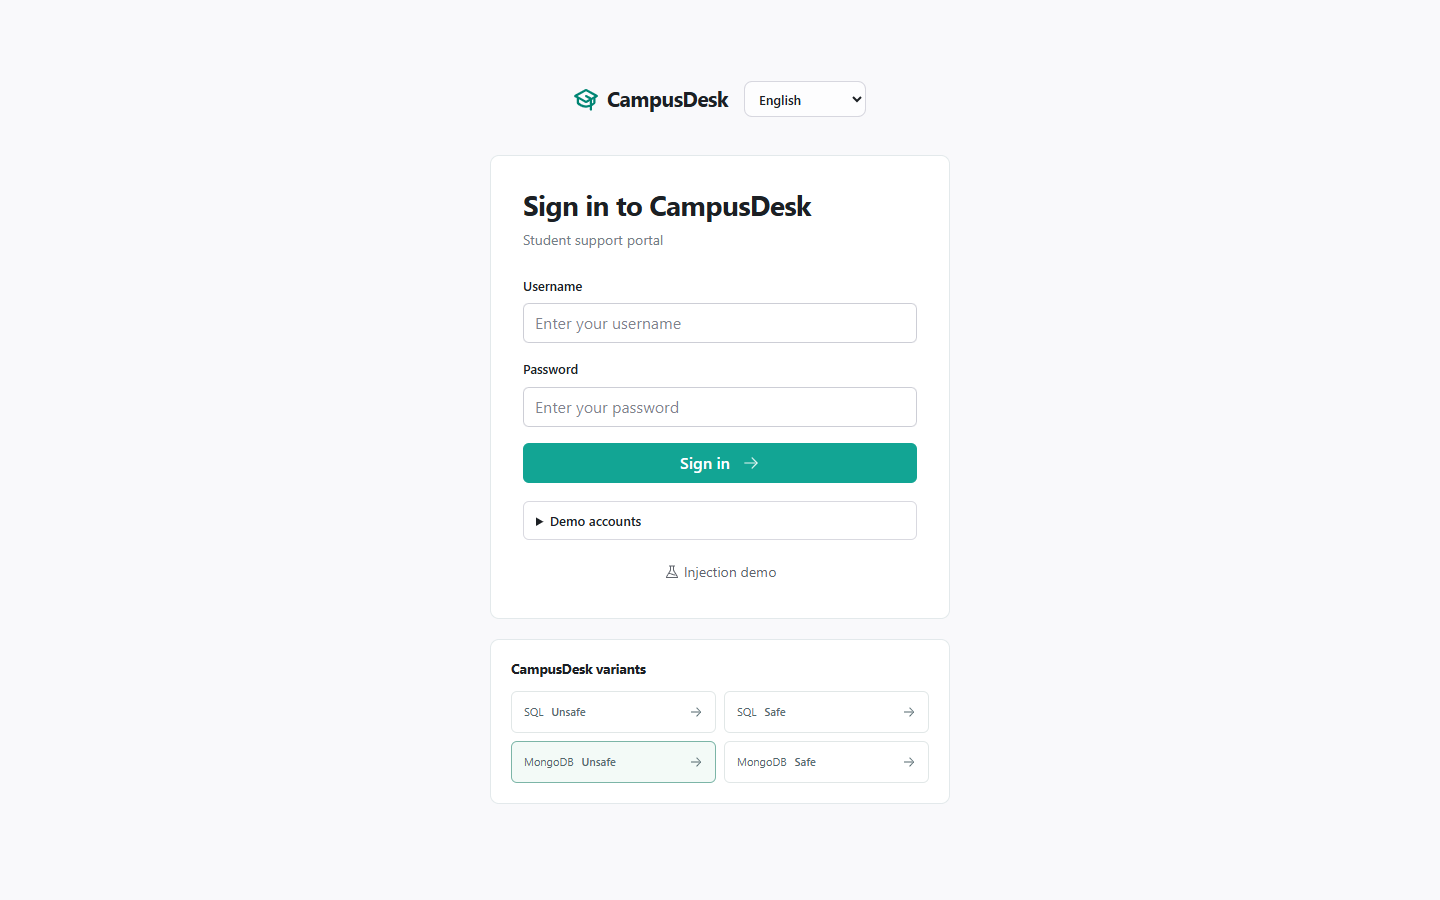 CampusDesk English
Sign in to CampusDesk
Student support portal
Username
Enter your username
Password
Enter your password
Sign in
Demo accounts
Injection demo
CampusDesk variants
SQL Unsafe
SQL Safe
MongoDB Unsafe
MongoDB Safe